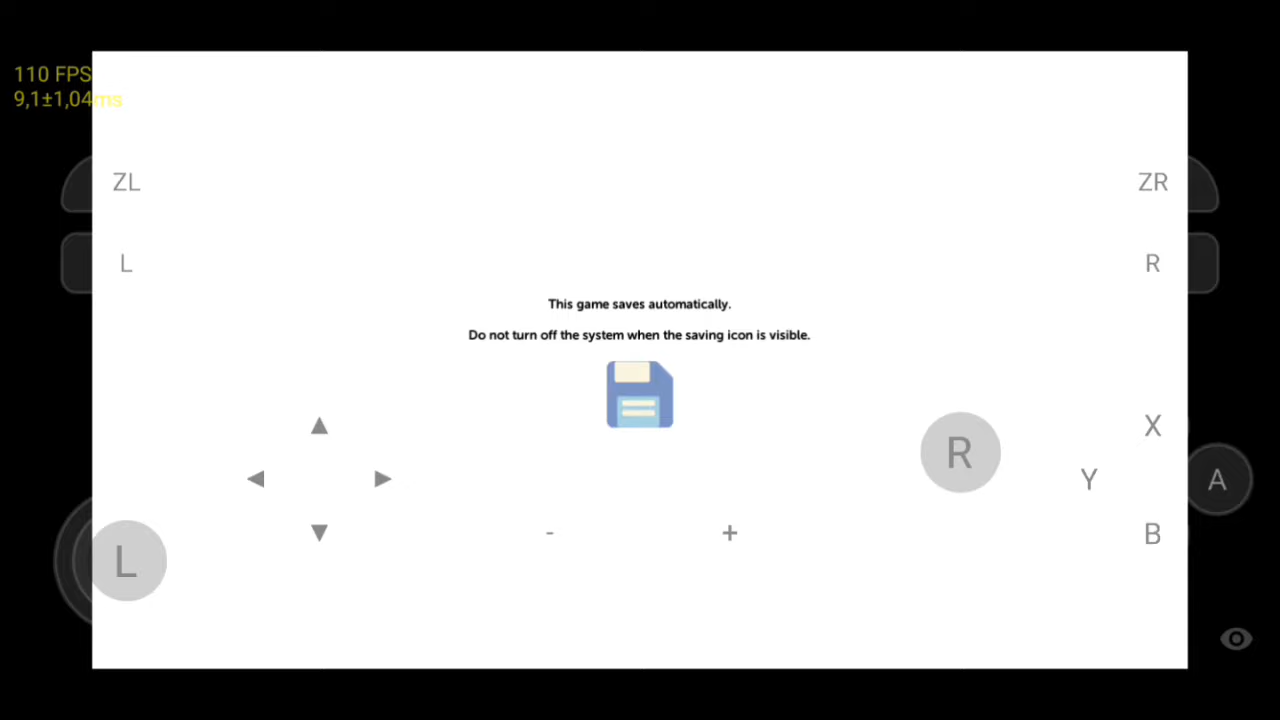 110 FPS
9,1±1,04ms
ZL
ZR
L
R
This game saves automatically.
Do not turn off the system when the saving icon is visible.
X
R
Y
A
-
+
B
L